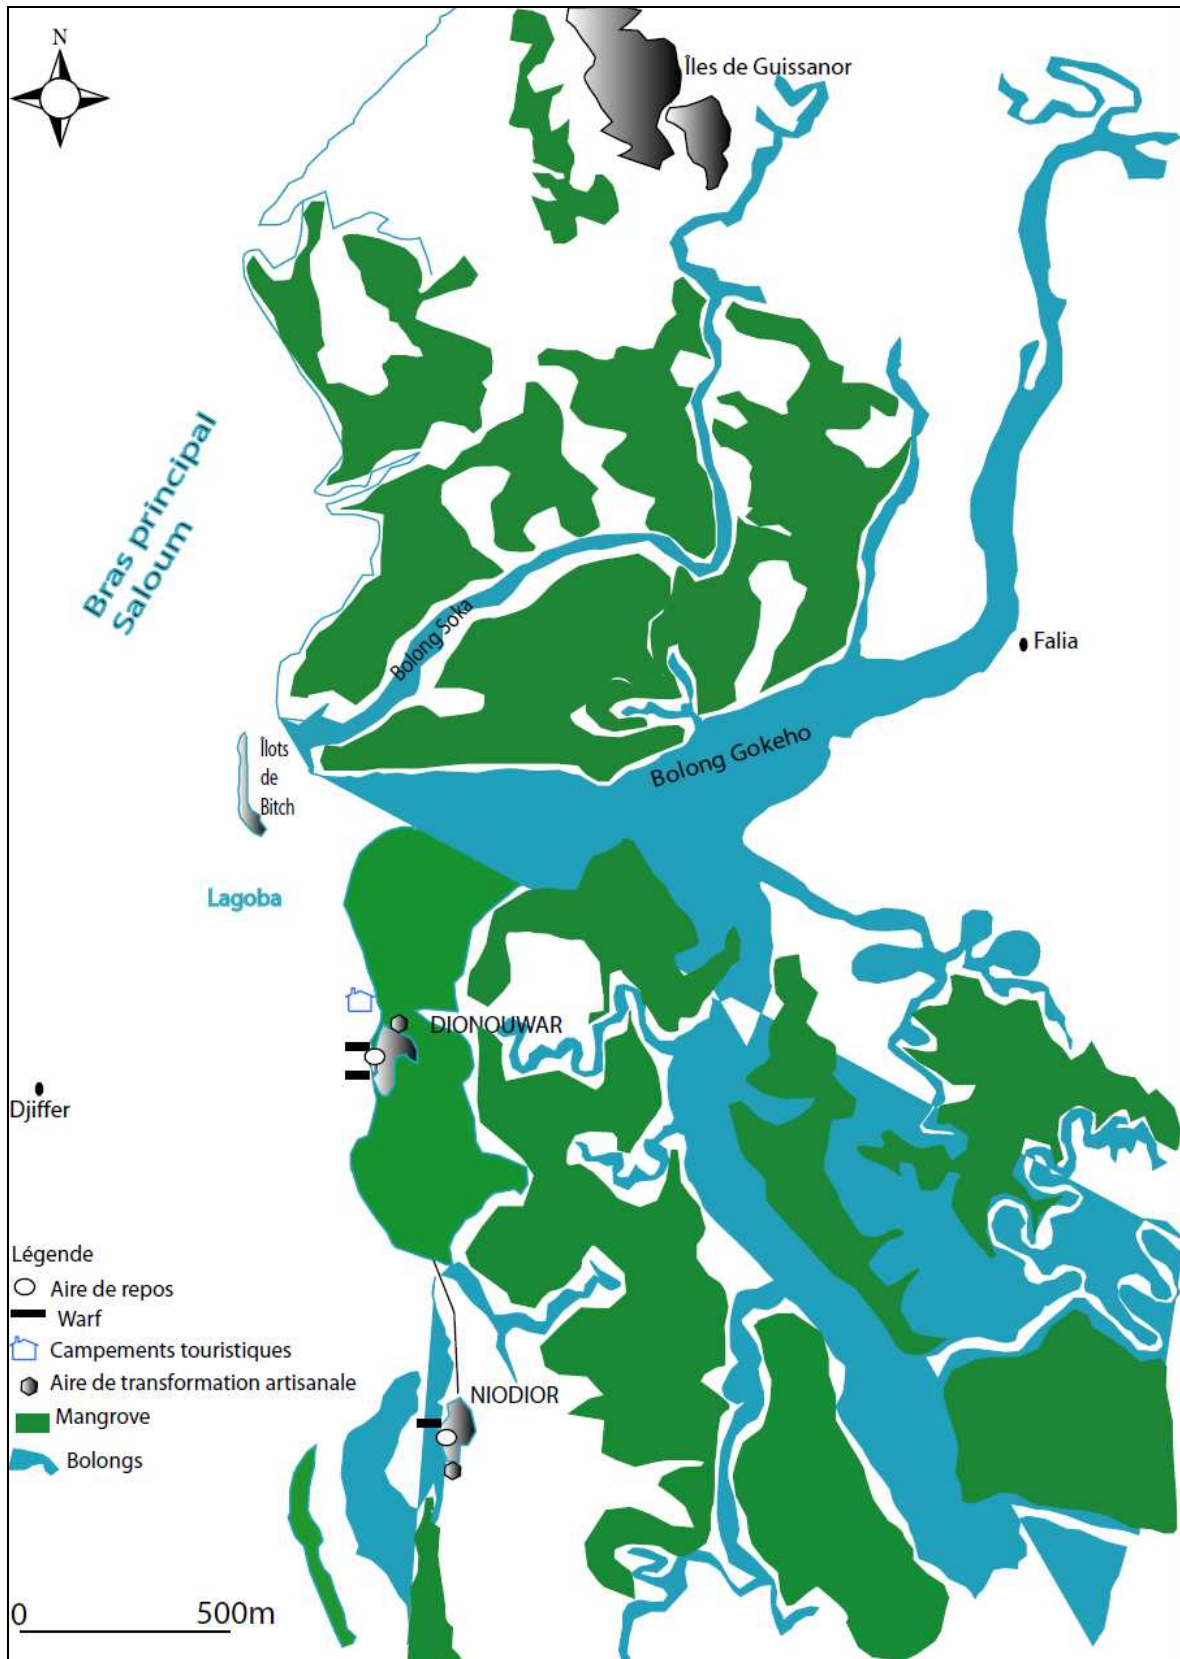 N
Îles de Guissanor
Bras principal
Saloum
Bolong Soka
Falia
Îlots
de
Bitch
Bolong Gokeho
Lagoba
DIONOUWAR
Djiffer
Légende
Aire de repos
Warf
Campements touristiques
Aire de transformation artisanale
Mangrove
Bolongs
NIODIOR
0 500m